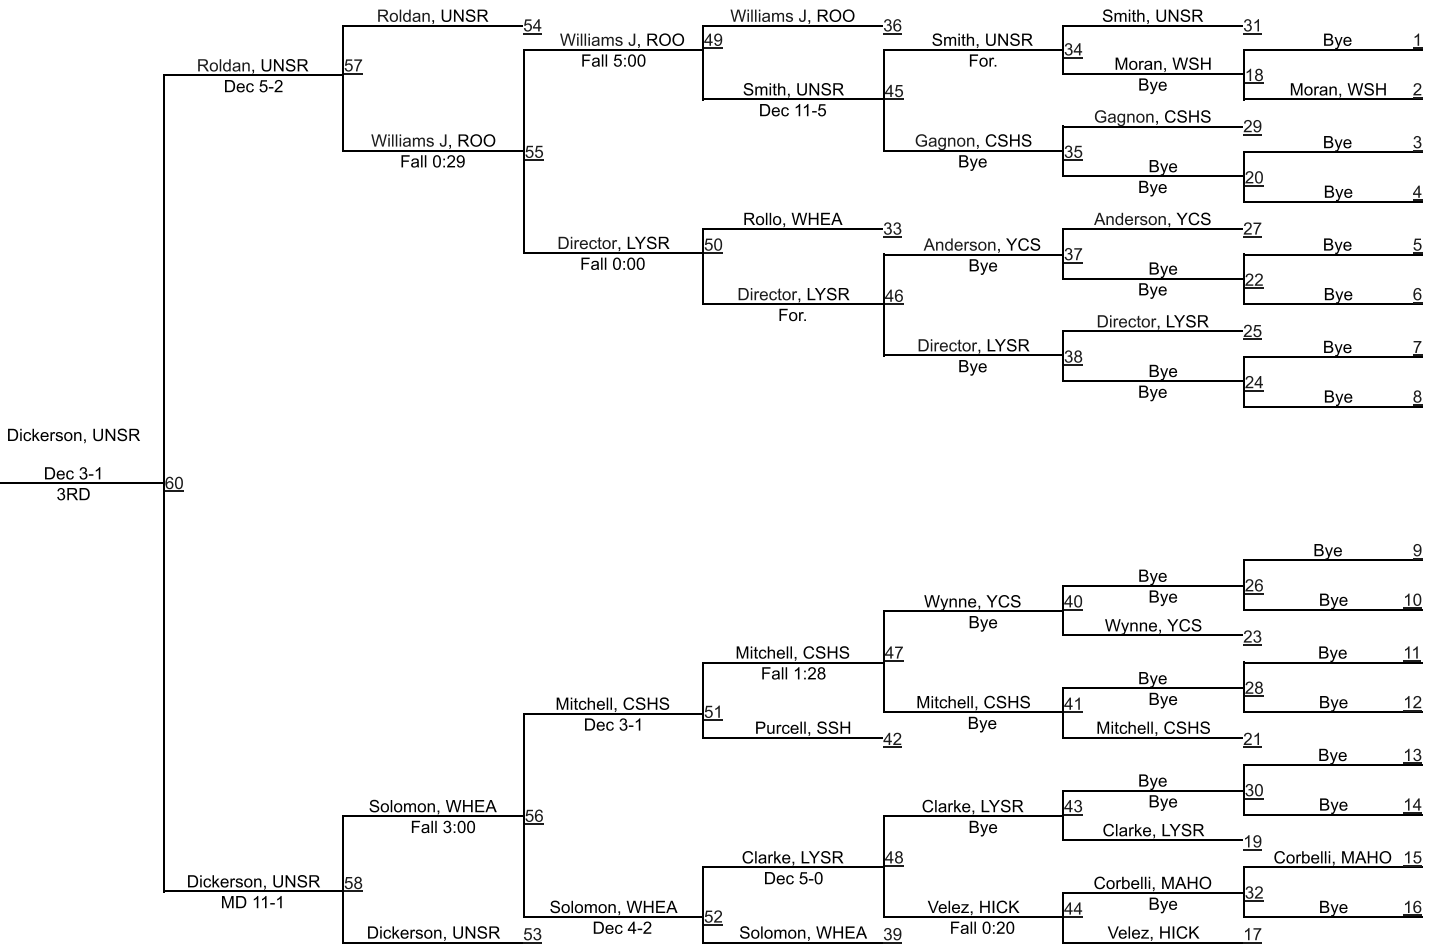 Roldan, UNSR 54
Williams J, ROO 36
Smith, UNSR 31
Williams J, ROO 49
Fall 5:00
Smith, UNSR 34
For.
Bye 1
Roldan, UNSR 57
Dec 5-2
Moran, WSH 18
Bye
Smith, UNSR 45
Dec 11-5
Moran, WSH 2
Gagnon, CSHS 29
Williams J, ROO 55
Fall 0:29
Gagnon, CSHS 35
Bye
Bye 3
Bye 20
Bye
Bye 4
Rollo, WHEA 33
Anderson, YCS 27
Director, LYSR 50
Fall 0:00
Anderson, YCS 37
Bye
Bye 5
Bye 22
Bye
Director, LYSR 46
For.
Bye 6
Director, LYSR 25
Director, LYSR 38
Bye
Bye 7
Bye 24
Bye
Bye 8
Dickerson, UNSR
Dec 3-1 60
3RD
Bye 9
Bye 26
Bye
Wynne, YCS 40
Bye
Bye 10
Wynne, YCS 23
Mitchell, CSHS 47
Fall 1:28
Bye 11
Bye 28
Bye
Mitchell, CSHS 51
Dec 3-1
Mitchell, CSHS 41
Bye
Bye 12
Purcell, SSH 42
Mitchell, CSHS 21
Bye 13
Bye 30
Bye
Solomon, WHEA 56
Fall 3:00
Clarke, LYSR 43
Bye
Bye 14
Clarke, LYSR 19
Clarke, LYSR 48
Dec 5-0
Corbelli, MAHO 15
Dickerson, UNSR 58
MD 11-1
Corbelli, MAHO 32
Bye
Solomon, WHEA 52
Dec 4-2
Velez, HICK 44
Fall 0:20
Bye 16
Dickerson, UNSR 53
Solomon, WHEA 39
Velez, HICK 17